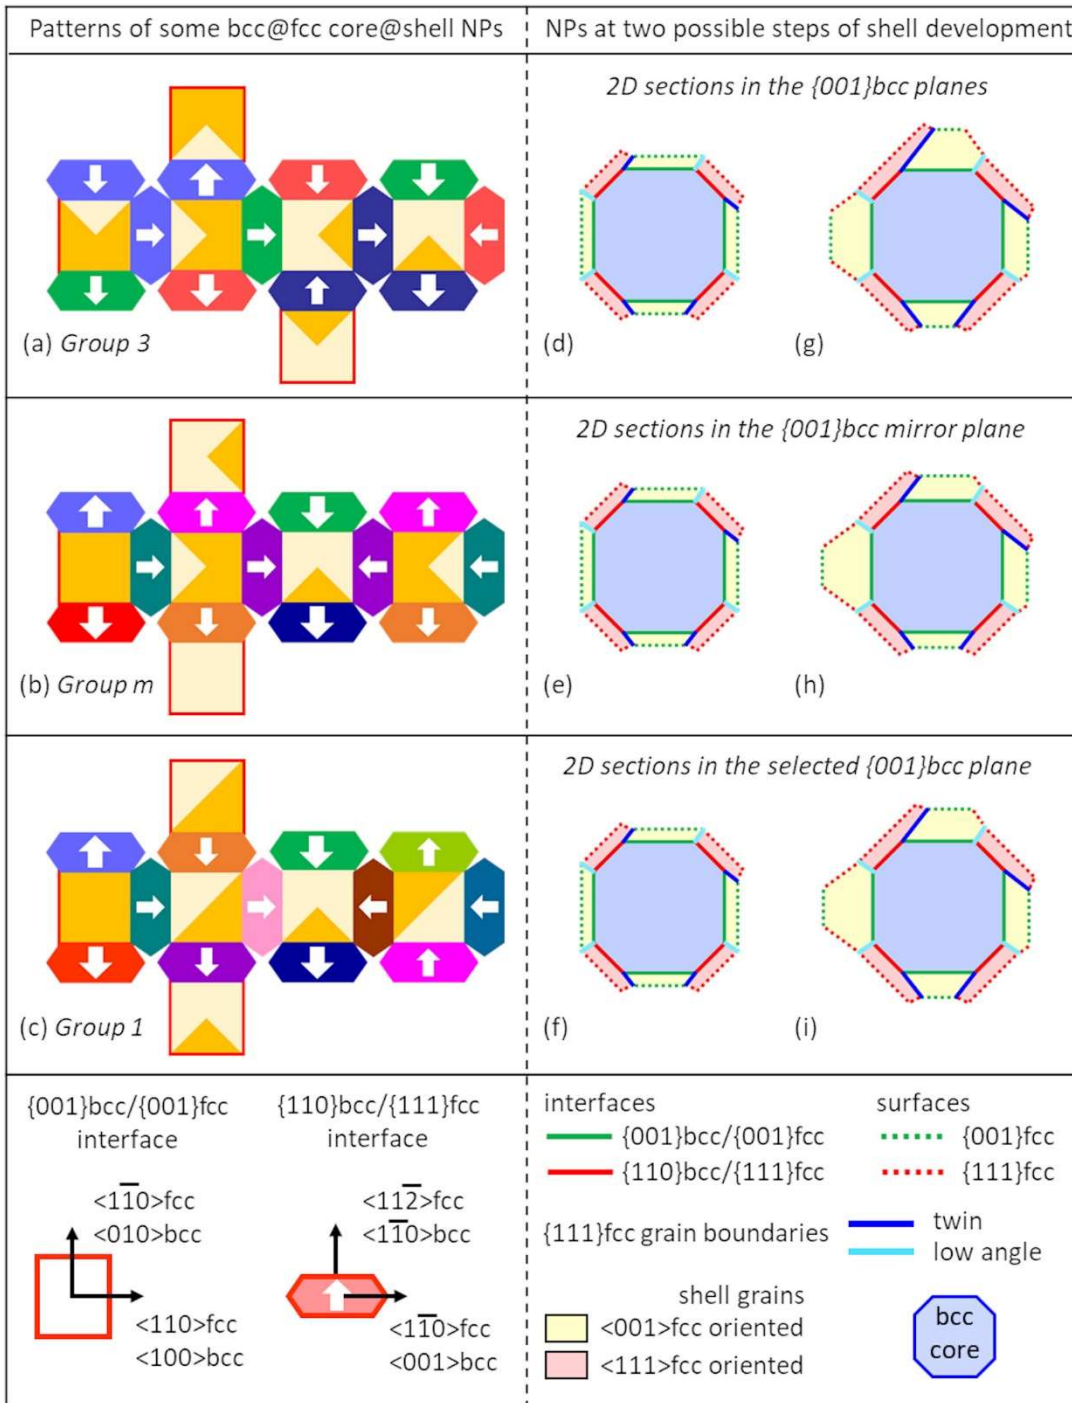 Patterns of some bcc@fcc core@shell NPs
NPs at two possible steps of shell development
2D sections in the {001}bcc planes
(a) Group 3
(d)
(g)
2D sections in the {001}bcc mirror plane
(b) Group m
(e)
(h)
2D sections in the selected {001}bcc plane
(c) Group 1
(f)
(i)
{001}bcc/{001}fcc
interface
<11̅0>fcc
<010>bcc
<110>fcc
<100>bcc
{110}bcc/{111}fcc
interface
<112̅>fcc
<11̅0>bcc
<11̅0>fcc
<001>bcc
interfaces
{001}bcc/{001}fcc
{110}bcc/{111}fcc
surfaces
{001}fcc
{111}fcc
{111}fcc grain boundaries
twin
low angle
shell grains
<001>fcc oriented
<111>fcc oriented
bcc
core